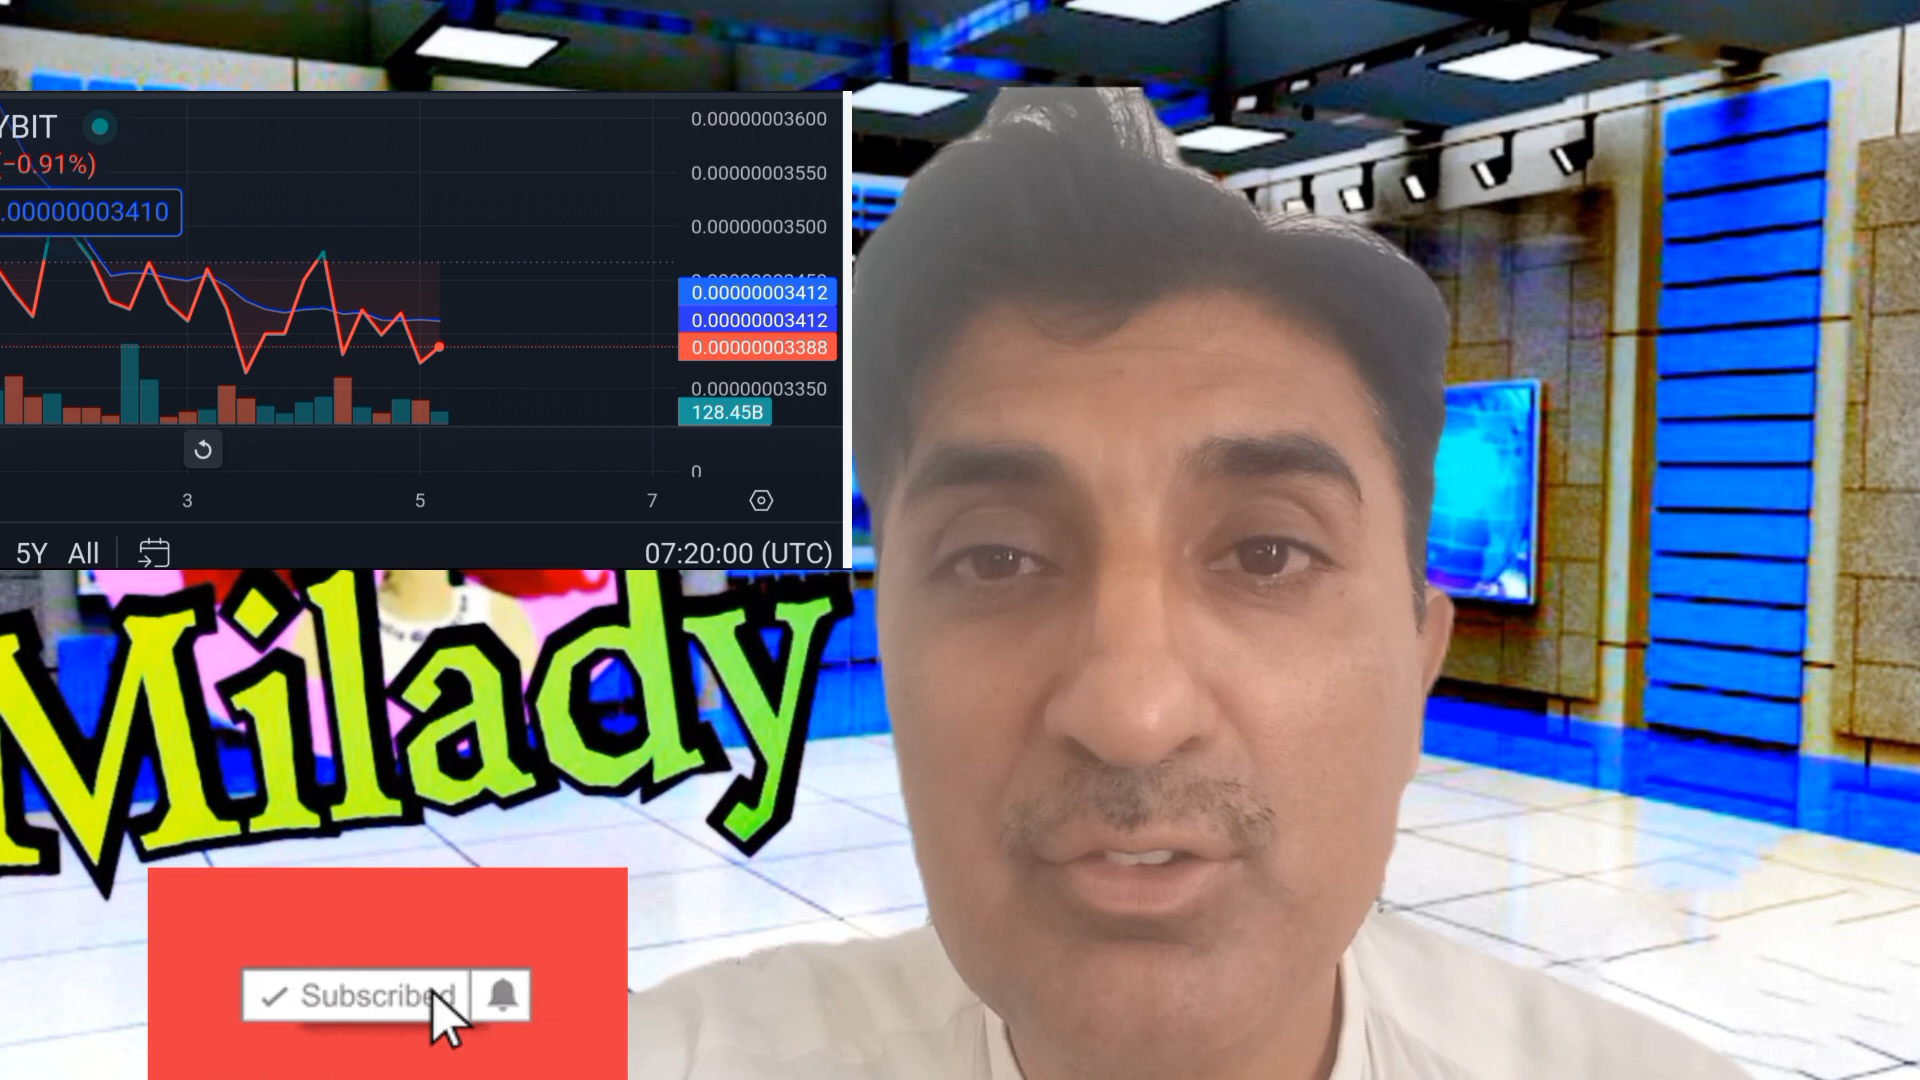 YBIT
(−0.91%)
.00000003410
0.00000003600
0.00000003550
0.00000003500
0.00000003412
0.00000003412
0.00000003388
0.00000003350
128.45B
0
3 5 7
5Y All 07:20:00 (UTC)
Milady
Subscribed